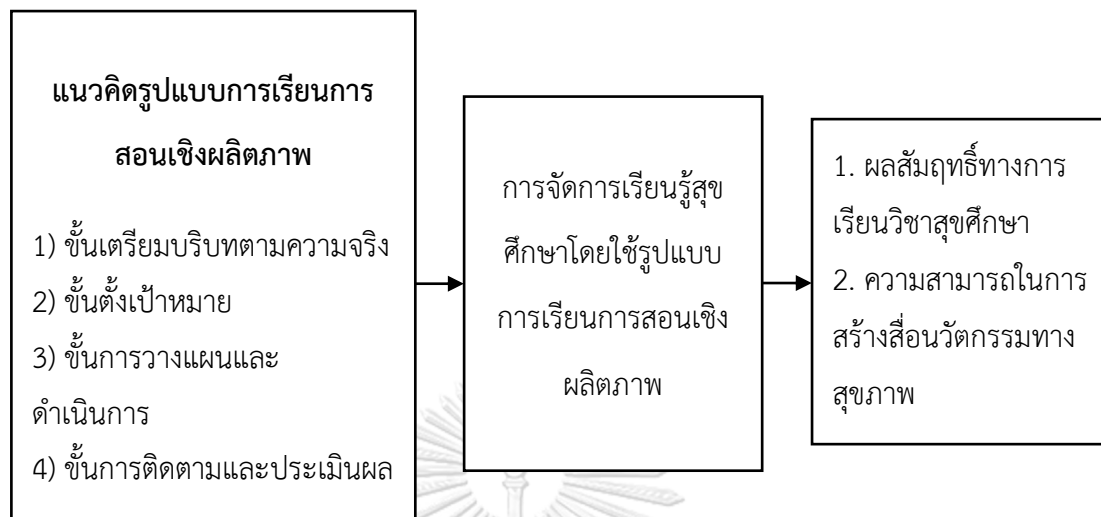 แนวคิดรูปแบบการเรียนการ
สอนเชิงผลิตภาพ
1) ขั้นเตรียมบริบทตามความจริง
2) ขั้นตั้งเป้าหมาย
3) ขั้นการวางแผนและ
ดำเนินการ
4) ขั้นการติดตามและประเมินผล
การจัดการเรียนรู้สุข
ศึกษาโดยใช้รูปแบบ
การเรียนการสอนเชิง
ผลิตภาพ
1. ผลสัมฤทธิ์ทางการ
เรียนวิชาสุขศึกษา
2. ความสามารถในการ
สร้างสื่อนวัตกรรมทาง
สุขภาพ